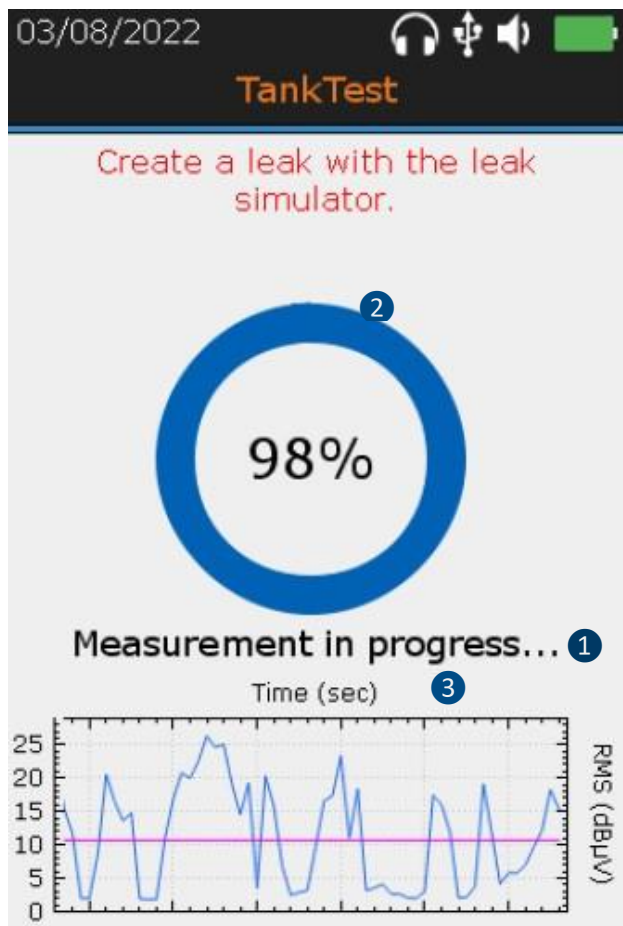 03/08/2022
TankTest
Create a leak with the leak
simulator.
2
98%
Measurement in progress... 1
Time (sec) 3
25
20
15
10
5
0
RMS (dBµV)